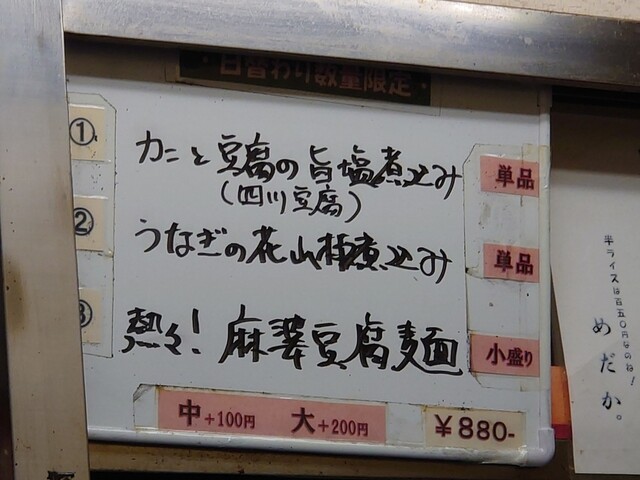 日替わり数量限定
① カニと豆腐の旨塩煮込み 単品
(四川豆腐)
② うなぎの花山椒煮込み 単品
③ 熱々!麻婆豆腐麺 小盛り
中+100円 大+200円 ¥880-
半ライスは百五〇円なのね!
めだか。